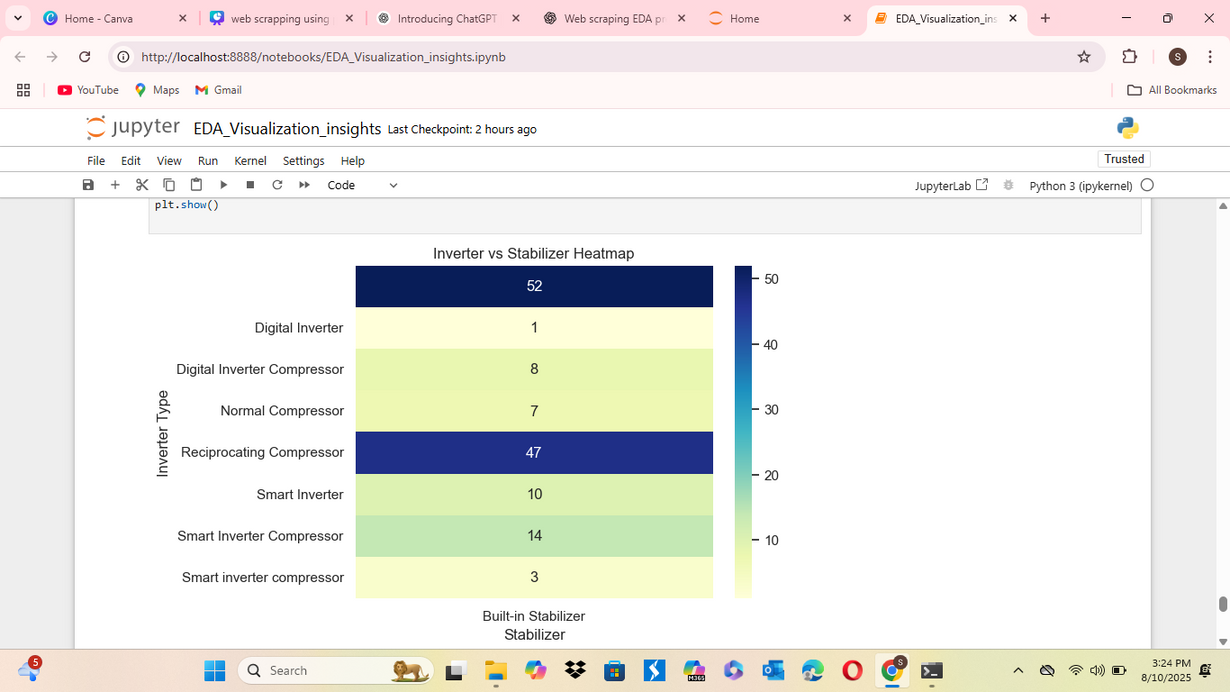 Home - Canva
web scrapping using
Introducing ChatGPT
Web scraping EDA pr
Home
EDA_Visualization_ins
http://localhost:8888/notebooks/EDA_Visualization_insights.ipynb
S
YouTube
Maps
Gmail
All Bookmarks
jupyter
EDA_Visualization_insights
Last Checkpoint: 2 hours ago
File Edit View Run Kernel Settings Help
Trusted
Code
JupyterLab
Python 3 (ipykernel)
plt.show()
Inverter vs Stabilizer Heatmap
52
50
Digital Inverter 1
40
Digital Inverter Compressor 8
Normal Compressor 7
30
Inverter Type
Reciprocating Compressor 47
20
Smart Inverter 10
Smart Inverter Compressor 14
10
Smart inverter compressor 3
Built-in Stabilizer
Stabilizer
5
Search
M365
S
3:24 PM
8/10/2025